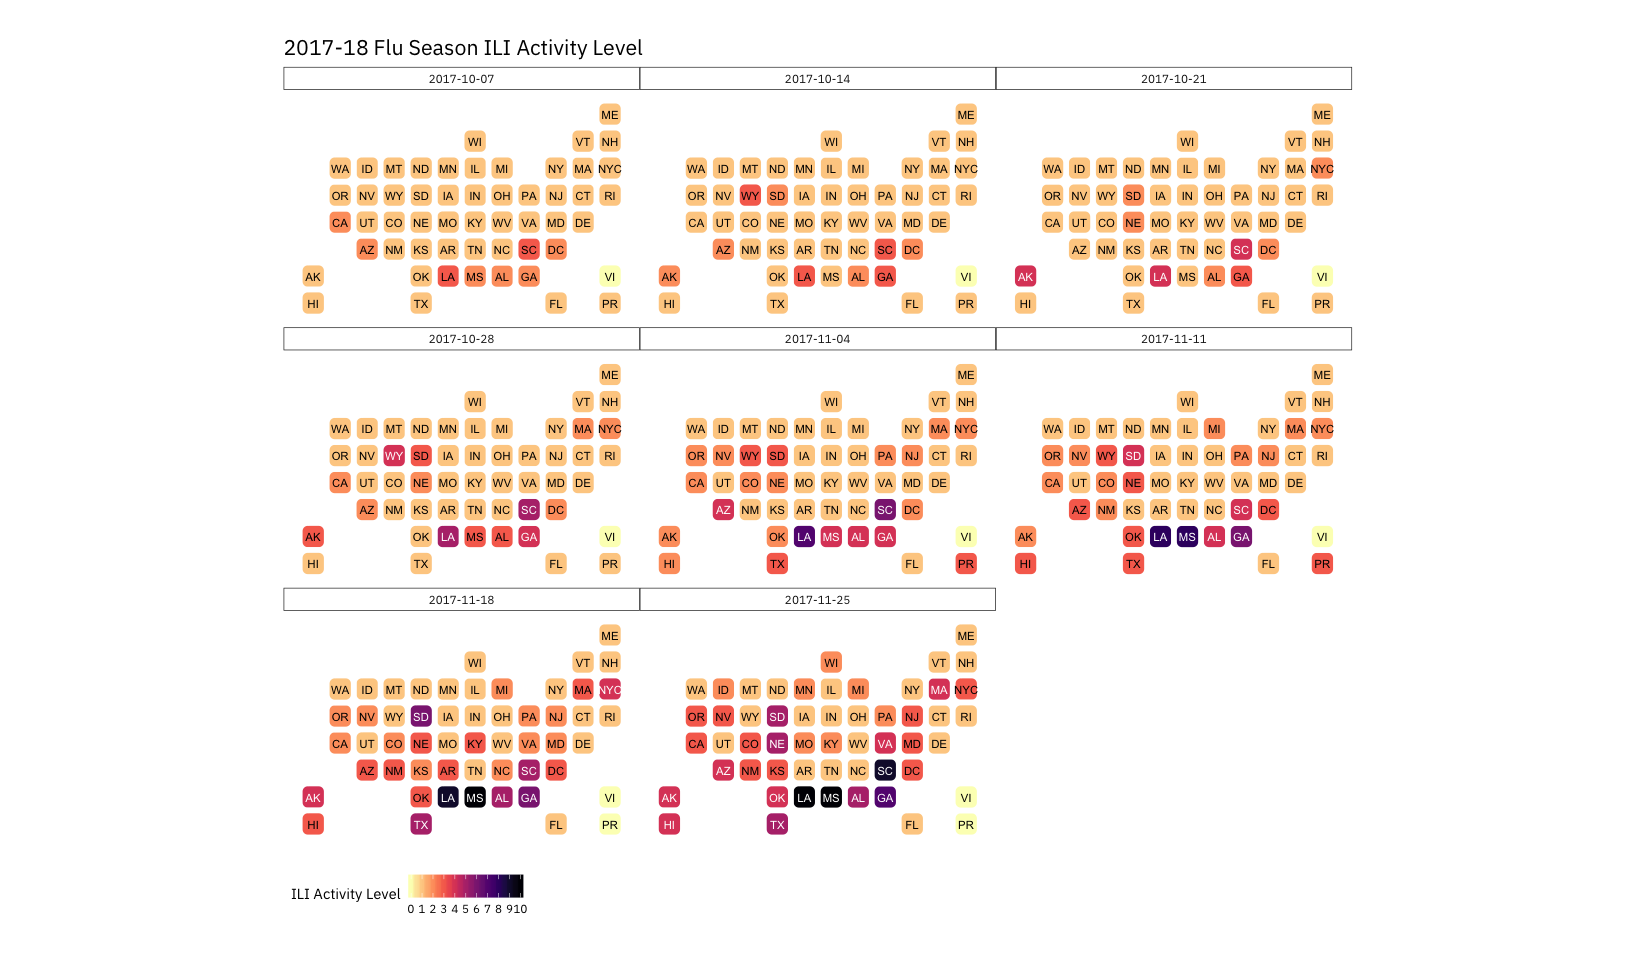 2017-18 Flu Season ILI Activity Level
2017-10-07 2017-10-14 2017-10-21
ME ME ME
WI VT NH WI VT NH WI VT NH
WA ID MT ND MN IL MI NY MA NYC WA ID MT ND MN IL MI NY MA NYC WA ID MT ND MN IL MI NY MA NYC
OR NV WY SD IA IN OH PA NJ CT RI OR NV WY SD IA IN OH PA NJ CT RI OR NV WY SD IA IN OH PA NJ CT RI
CA UT CO NE MO KY WV VA MD DE CA UT CO NE MO KY WV VA MD DE CA UT CO NE MO KY WV VA MD DE
AZ NM KS AR TN NC SC DC AZ NM KS AR TN NC SC DC AZ NM KS AR TN NC SC DC
AK OK LA MS AL GA VI AK OK LA MS AL GA VI AK OK LA MS AL GA VI
HI TX FL PR HI TX FL PR HI TX FL PR
2017-10-28 2017-11-04 2017-11-11
ME ME ME
WI VT NH WI VT NH WI VT NH
WA ID MT ND MN IL MI NY MA NYC WA ID MT ND MN IL MI NY MA NYC WA ID MT ND MN IL MI NY MA NYC
OR NV WY SD IA IN OH PA NJ CT RI OR NV WY SD IA IN OH PA NJ CT RI OR NV WY SD IA IN OH PA NJ CT RI
CA UT CO NE MO KY WV VA MD DE CA UT CO NE MO KY WV VA MD DE CA UT CO NE MO KY WV VA MD DE
AZ NM KS AR TN NC SC DC AZ NM KS AR TN NC SC DC AZ NM KS AR TN NC SC DC
AK OK LA MS AL GA VI AK OK LA MS AL GA VI AK OK LA MS AL GA VI
HI TX FL PR HI TX FL PR HI TX FL PR
2017-11-18 2017-11-25
ME ME
WI VT NH WI VT NH
WA ID MT ND MN IL MI NY MA NYC WA ID MT ND MN IL MI NY MA NYC
OR NV WY SD IA IN OH PA NJ CT RI OR NV WY SD IA IN OH PA NJ CT RI
CA UT CO NE MO KY WV VA MD DE CA UT CO NE MO KY WV VA MD DE
AZ NM KS AR TN NC SC DC AZ NM KS AR TN NC SC DC
AK OK LA MS AL GA VI AK OK LA MS AL GA VI
HI TX FL PR HI TX FL PR
ILI Activity Level
0 1 2 3 4 5 6 7 8 9 10